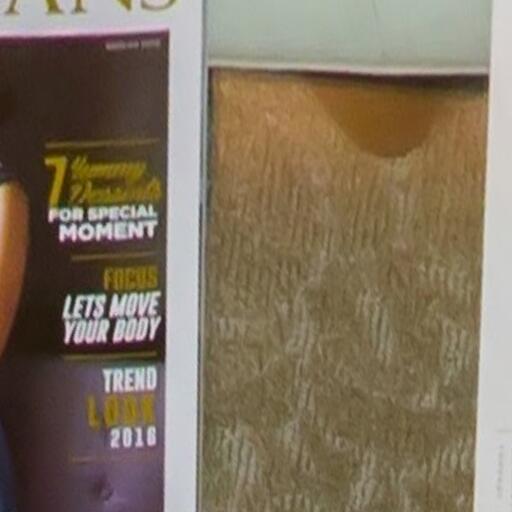 7 Yummy
Desserts
FOR SPECIAL
MOMENT
FOCUS
LETS MOVE
YOUR BODY
TREND
LOOK
2016